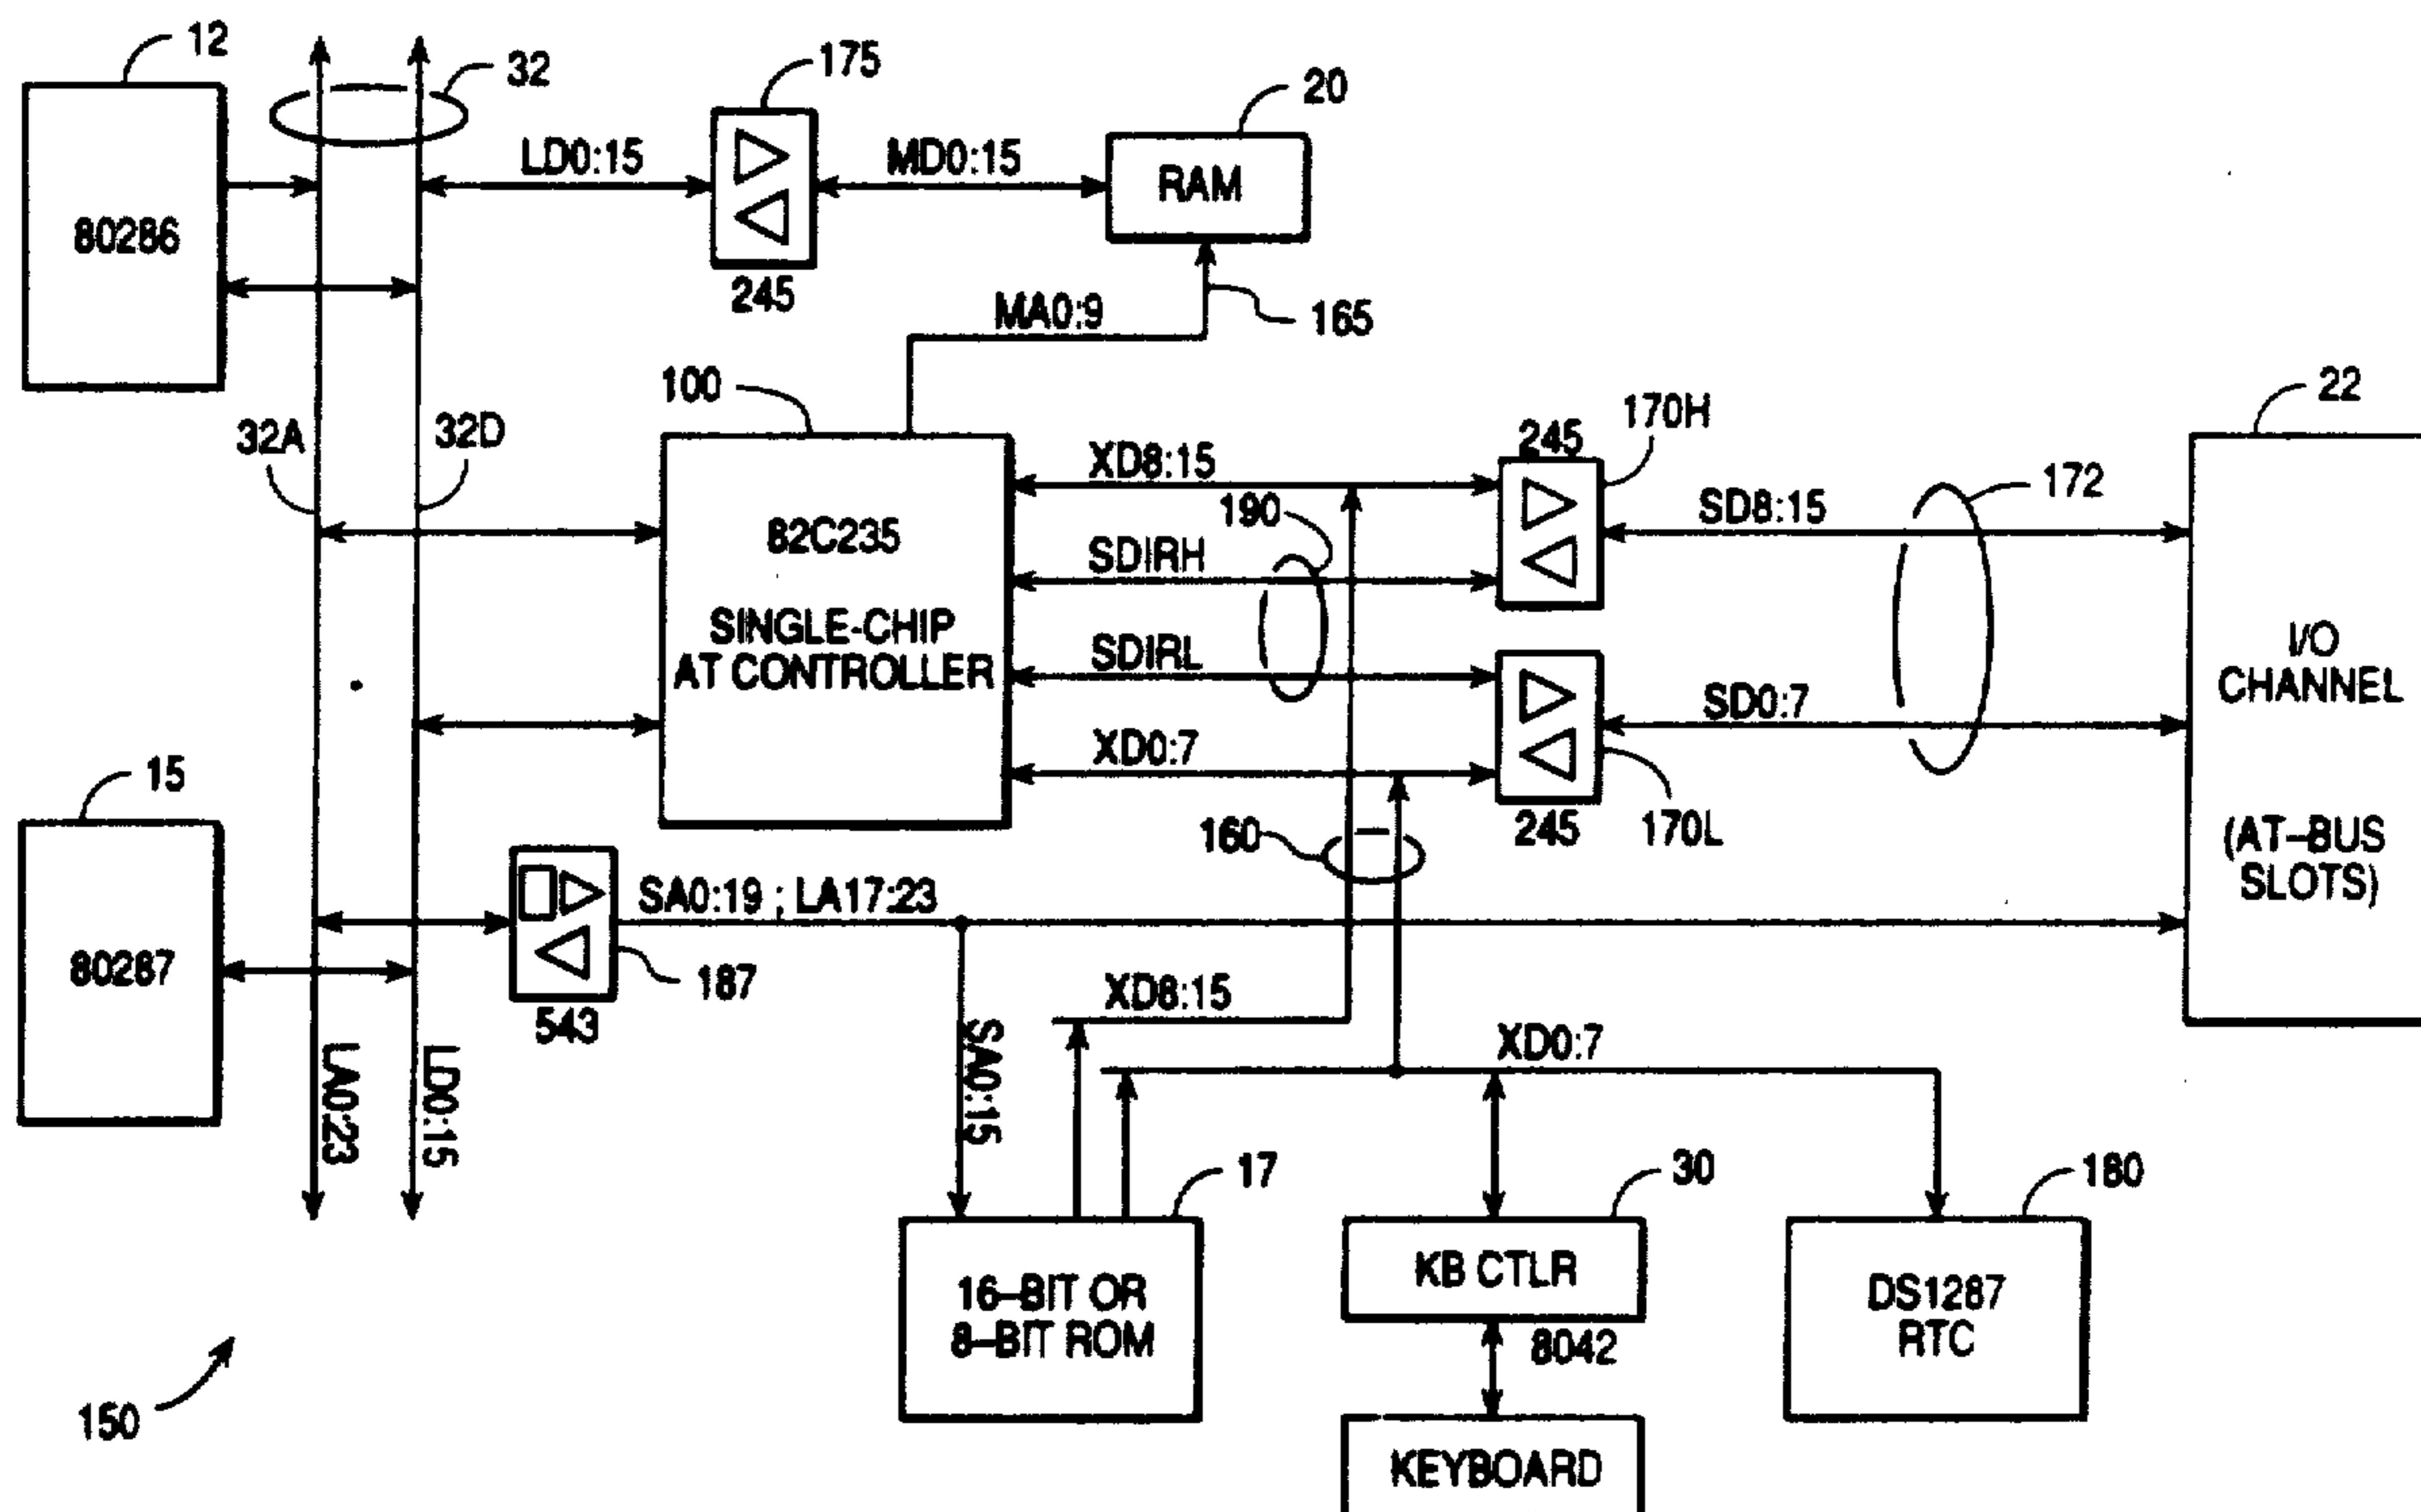 12
32
175
20
LD0:15
MD0:15
RAM
80286
245
MA0:9
165
100
170H
22
32A
32D
245
XD8:15
190
SD8:15
172
82C235
SDIRH
SINGLE-CHIP
AT CONTROLLER
SDIRL
I/O
CHANNEL
SD0:7
XD0:7
15
160
245
170L
(AT-BUS
SLOTS)
SA0:19 ; LA17:23
80287
187
543
XD8:15
SA0:15
XD0:7
LA0:23
LD0:15
17
30
180
16-BIT OR
8-BIT ROM
KB CTLR
DS1287
RTC
8042
150
KEYBOARD